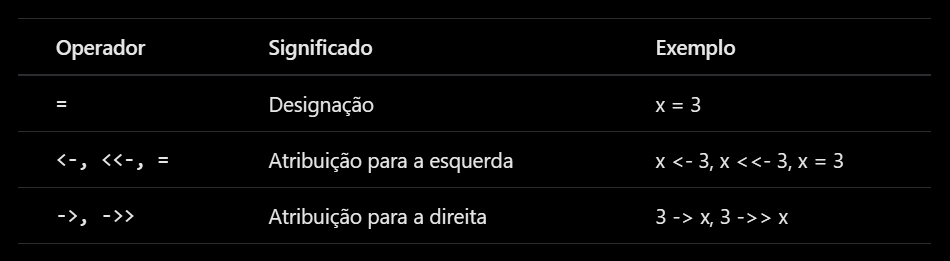 Operador Significado Exemplo
= Designação x = 3
<-, <<-, = Atribuição para a esquerda x <- 3, x <<- 3, x = 3
->, ->> Atribuição para a direita 3 -> x, 3 ->> x